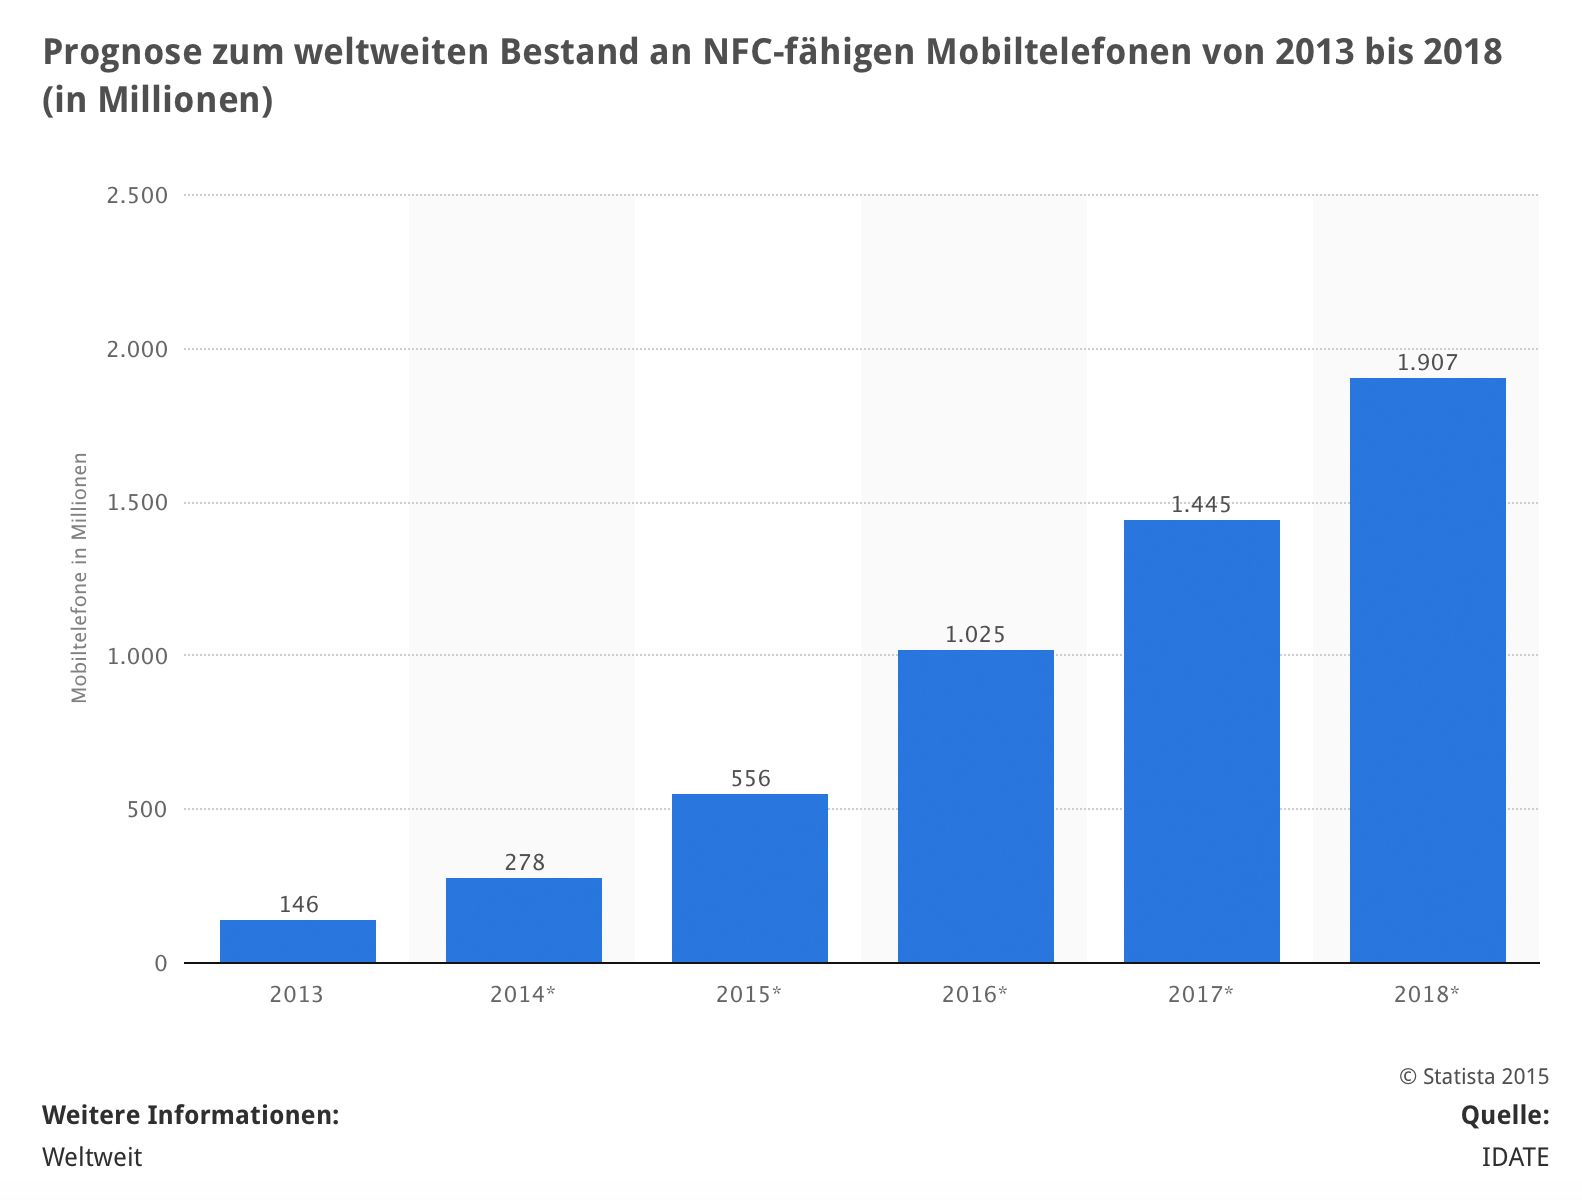 Prognose zum weltweiten Bestand an NFC-fähigen Mobiltelefonen von 2013 bis 2018
(in Millionen)
Mobiltelefone in Millionen
2.500
2.000
1.500
1.000
500
0
146
278
556
1.025
1.445
1.907
2013
2014*
2015*
2016*
2017*
2018*
© Statista 2015
Weitere Informationen:
Weltweit
Quelle:
IDATE